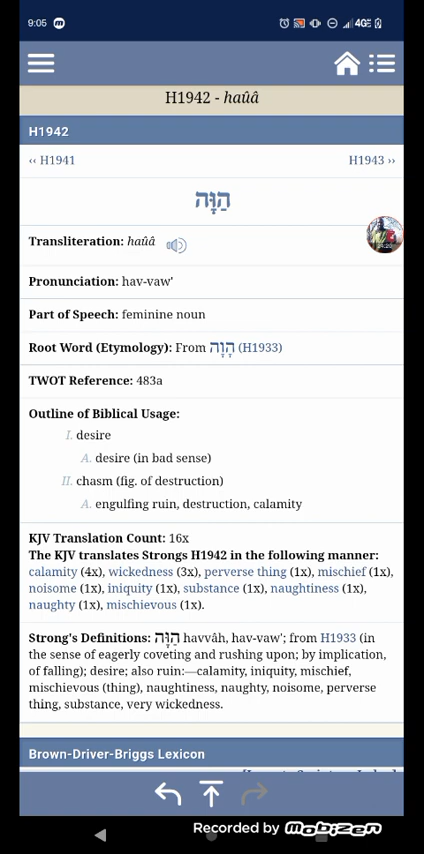 9:05
4G
H1942 - haûâ
H1942
‹‹ H1941 H1943 ››
הַוָּה
Transliteration: haûâ
Pronunciation: hav-vaw'
Part of Speech: feminine noun
Root Word (Etymology): From הָוָה (H1933)
TWOT Reference: 483a
Outline of Biblical Usage:
I. desire
A. desire (in bad sense)
II. chasm (fig. of destruction)
A. engulfing ruin, destruction, calamity
KJV Translation Count: 16x
The KJV translates Strongs H1942 in the following manner:
calamity (4x), wickedness (3x), perverse thing (1x), mischief (1x),
noisome (1x), iniquity (1x), substance (1x), naughtiness (1x),
naughty (1x), mischievous (1x).
Strong's Definitions: הַוָּה havvâh, hav-vaw'; from H1933 (in
the sense of eagerly coveting and rushing upon; by implication,
of falling); desire; also ruin:—calamity, iniquity, mischief,
mischievous (thing), naughtiness, naughty, noisome, perverse
thing, substance, very wickedness.
Brown-Driver-Briggs Lexicon
Recorded by Mobizen